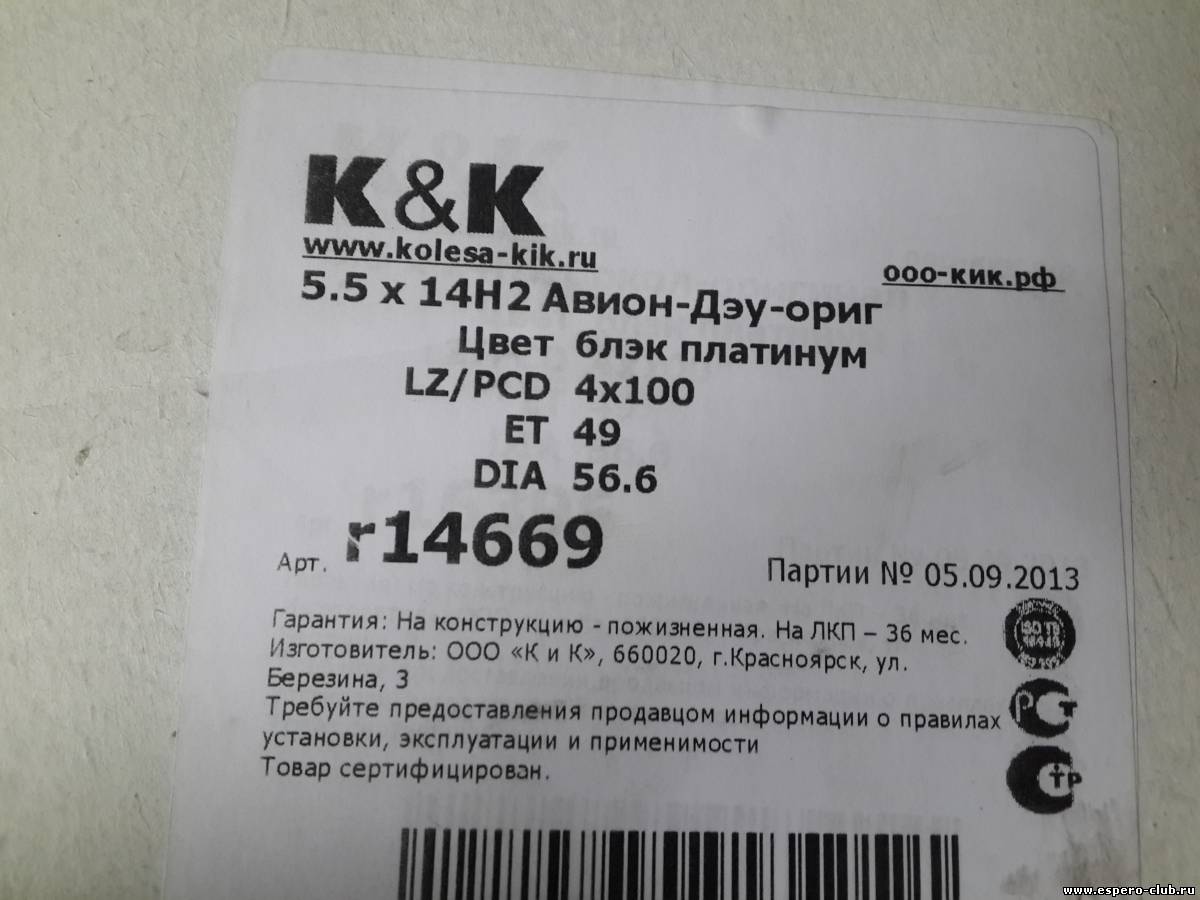 K&K
www.kolesa-kik.ru
ооо-кик.рф
5.5 x 14H2 Авион-Дэу-ориг
Цвет блэк платинум
LZ/PCD 4x100
ET 49
DIA 56.6
Арт. r14669
Партии № 05.09.2013
Гарантия: На конструкцию - пожизненная. На ЛКП – 36 мес.
Изготовитель: ООО «К и К», 660020, г.Красноярск, ул.
Березина, 3
Требуйте предоставления продавцом информации о правилах
установки, эксплуатации и применимости
Товар сертифицирован.
www.espero-club.ru